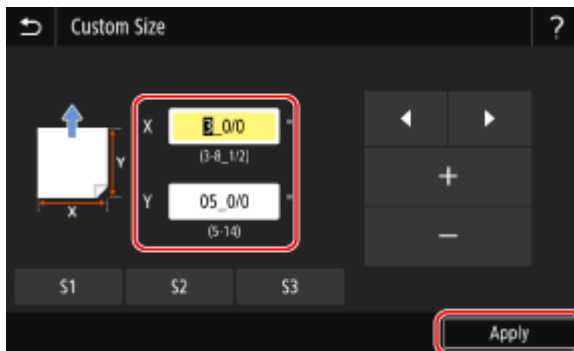 Custom Size ?
X 3_0/0 "
(3-8_1/2)
Y
Y 05_0/0 "
(5-14)
X
+
−
S1 S2 S3
Apply